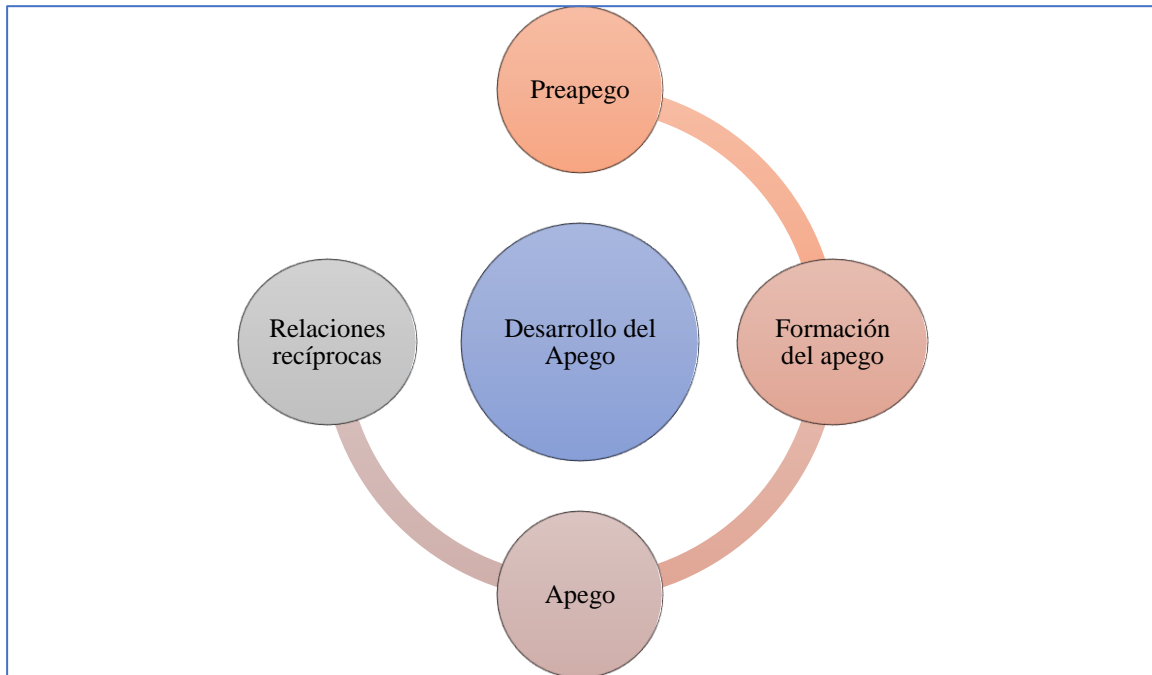 Preapego
Relaciones
recíprocas
Desarrollo del
Apego
Formación
del apego
Apego